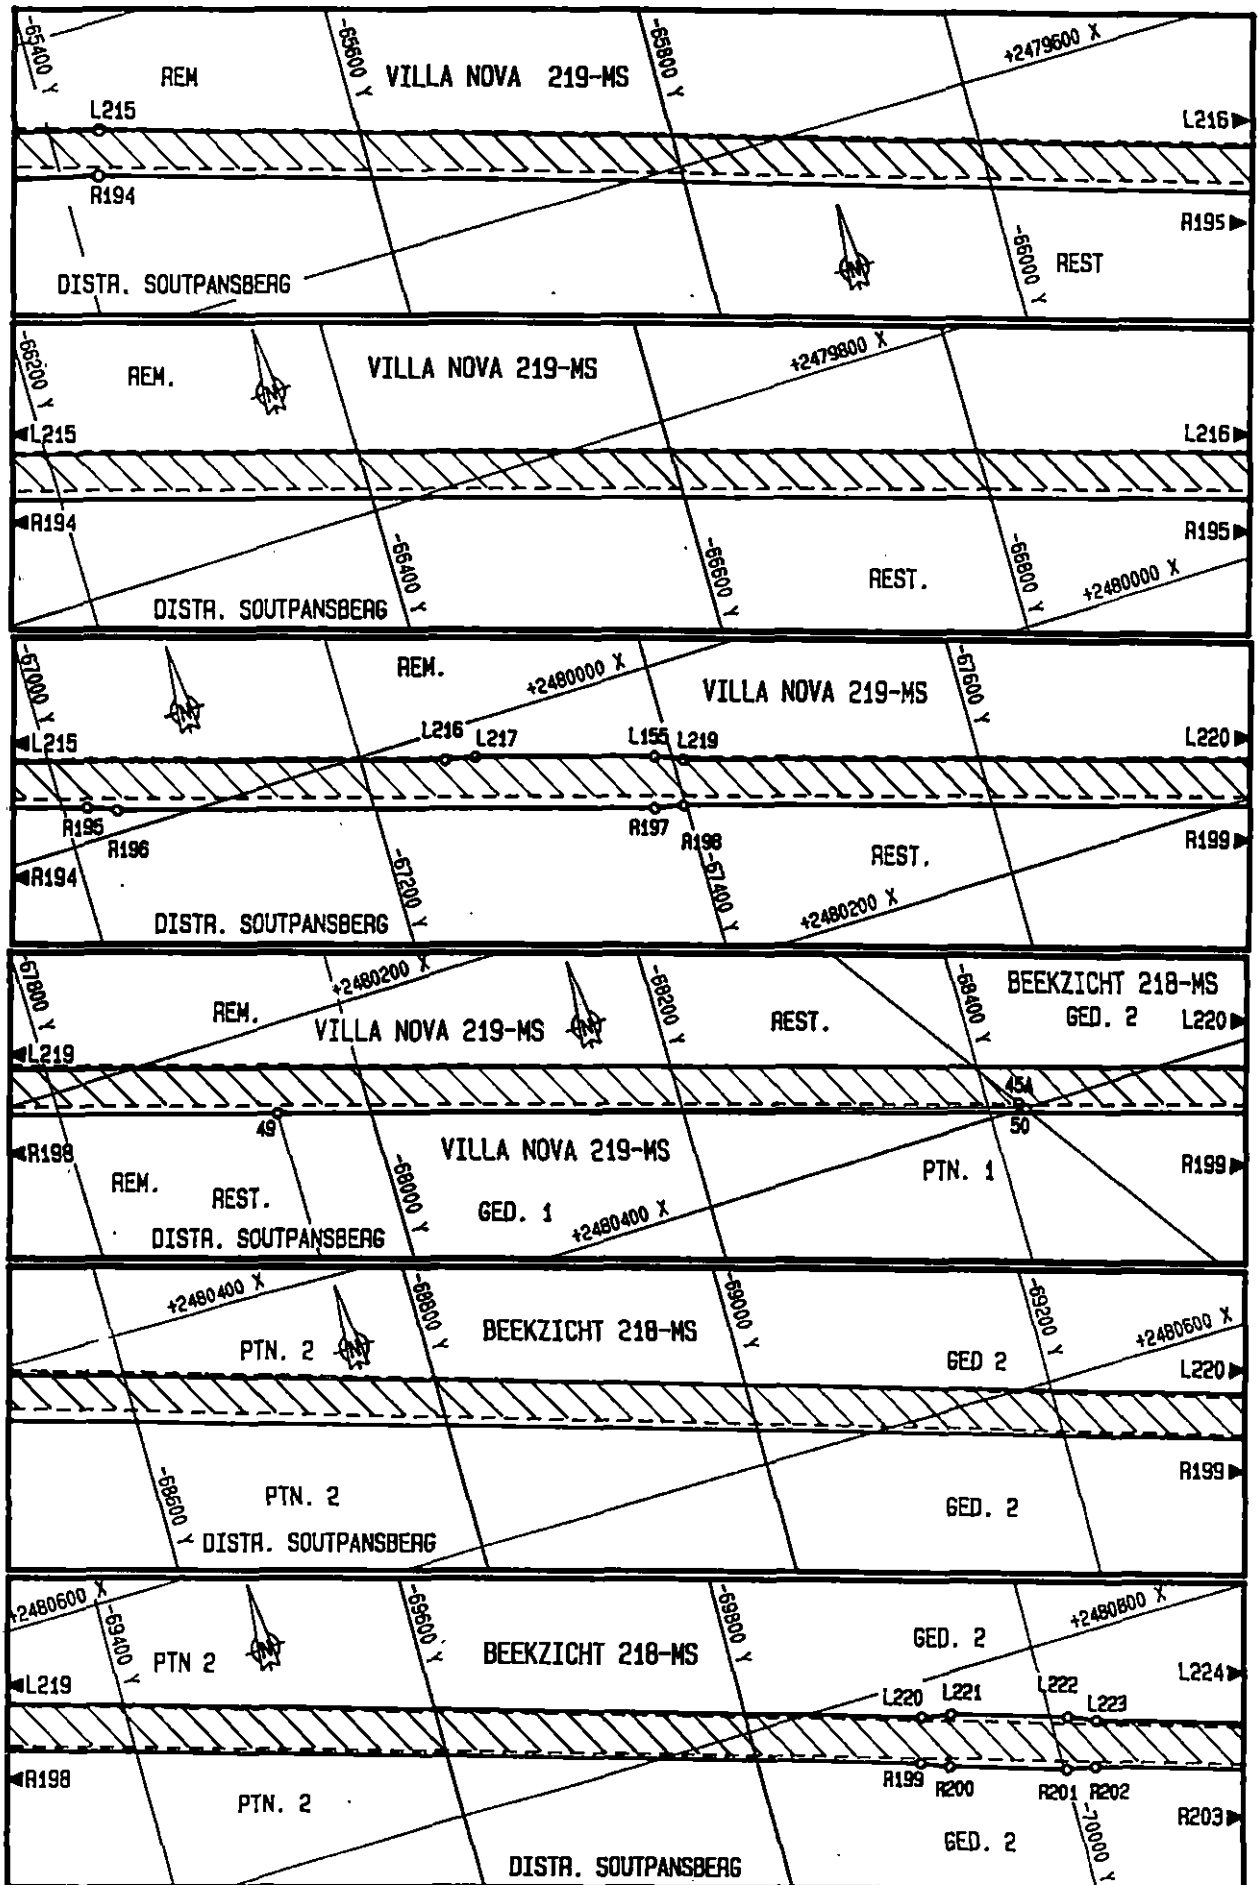 -65400 Y
REM
-65600 Y
VILLA NOVA 219-MS
-65800 Y
+2479600 X
L215
L216
R194
R195
DISTR. SOUTPANSBERG
N
-66000 Y
REST
-66200 Y
REM.
N
VILLA NOVA 219-MS
+2479800 X
L215
L216
R194
R195
-66400 Y
-66600 Y
REST.
-66800 Y
+2480000 X
DISTR. SOUTPANSBERG
-67000 Y
N
REM.
+2480000 X
VILLA NOVA 219-MS
-67600 Y
L215
L216
L217
L155
L219
L220
R195
R196
R197
R198
R199
R194
-67200 Y
-67400 Y
REST.
+2480200 X
DISTR. SOUTPANSBERG
-67800 Y
+2480200 X
REM.
VILLA NOVA 219-MS
N
-68200 Y
REST.
-68400 Y
BEEKZICHT 218-MS
GED. 2
L220
L219
45A
49
50
R198
VILLA NOVA 219-MS
PTN. 1
R199
REM.
REST.
-68000 Y
GED. 1
+2480400 X
DISTR. SOUTPANSBERG
+2480400 X
PTN. 2
N
-68800 Y
BEEKZICHT 218-MS
-69000 Y
GED 2
-69200 Y
+2480600 X
L220
R199
-68600 Y
PTN. 2
GED. 2
DISTR. SOUTPANSBERG
+2480600 X
-69400 Y
PTN 2
N
-69600 Y
BEEKZICHT 218-MS
-69800 Y
GED. 2
+2480800 X
L219
L220
L221
L222
L223
L224
R198
R199
R200
R201
R202
R203
PTN. 2
GED. 2
-70000 Y
DISTR. SOUTPANSBERG